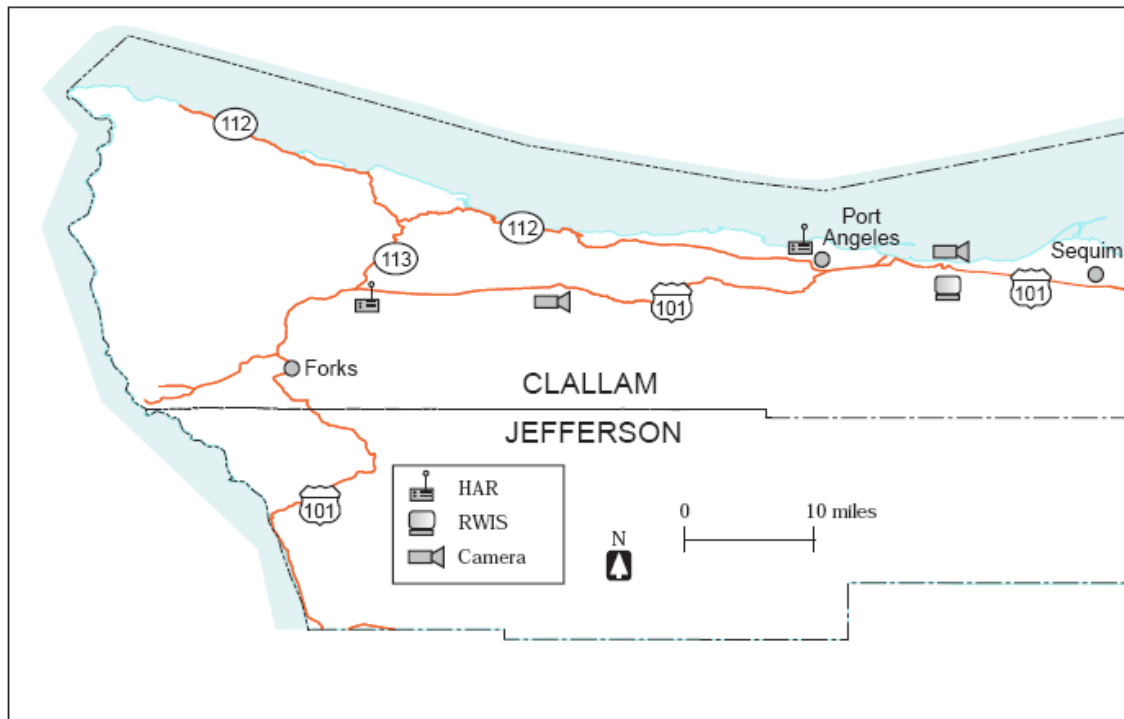 112
112
Port
Angeles
113
Sequim
101
101
Forks
CLALLAM
JEFFERSON
101
HAR
RWIS
Camera
0
10 miles
N